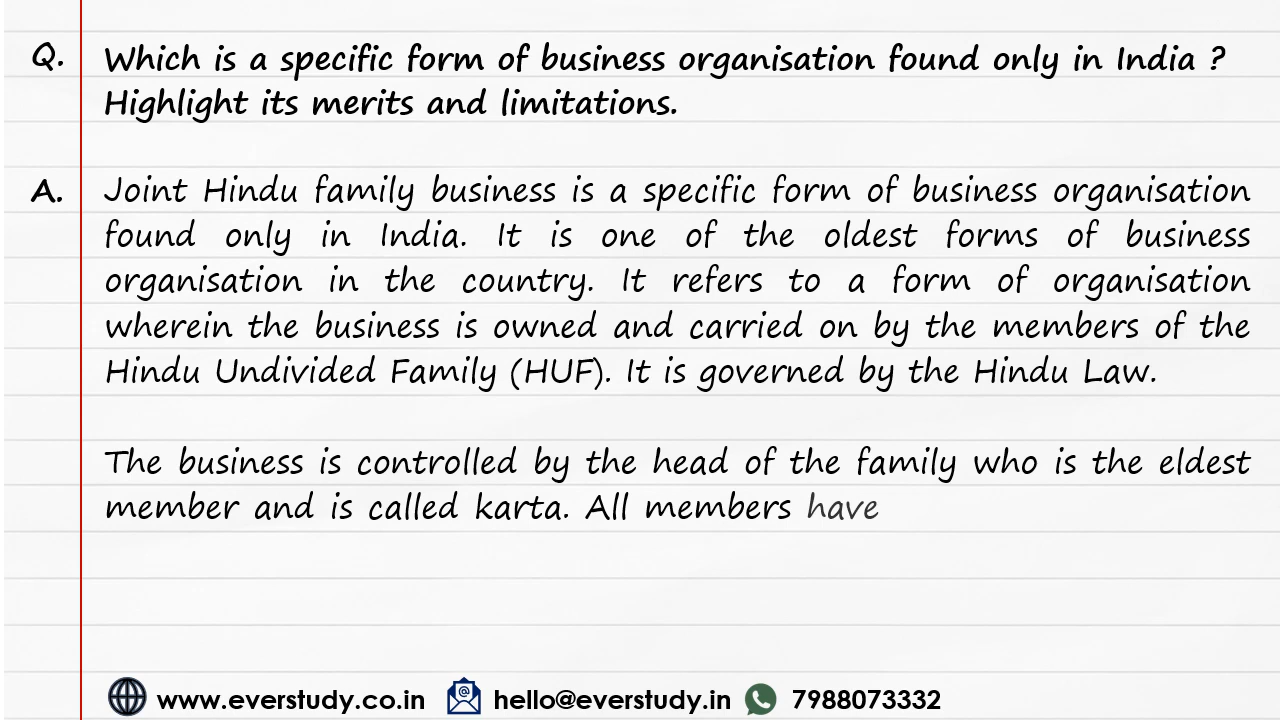 Q. Which is a specific form of business organisation found only in India ?
Highlight its merits and limitations.
A. Joint Hindu family business is a specific form of business organisation
found only in India. It is one of the oldest forms of business
organisation in the country. It refers to a form of organisation
wherein the business is owned and carried on by the members of the
Hindu Undivided Family (HUF). It is governed by the Hindu Law.
The business is controlled by the head of the family who is the eldest
member and is called karta. All members have
www.everstudy.co.in hello@everstudy.in 7988073332